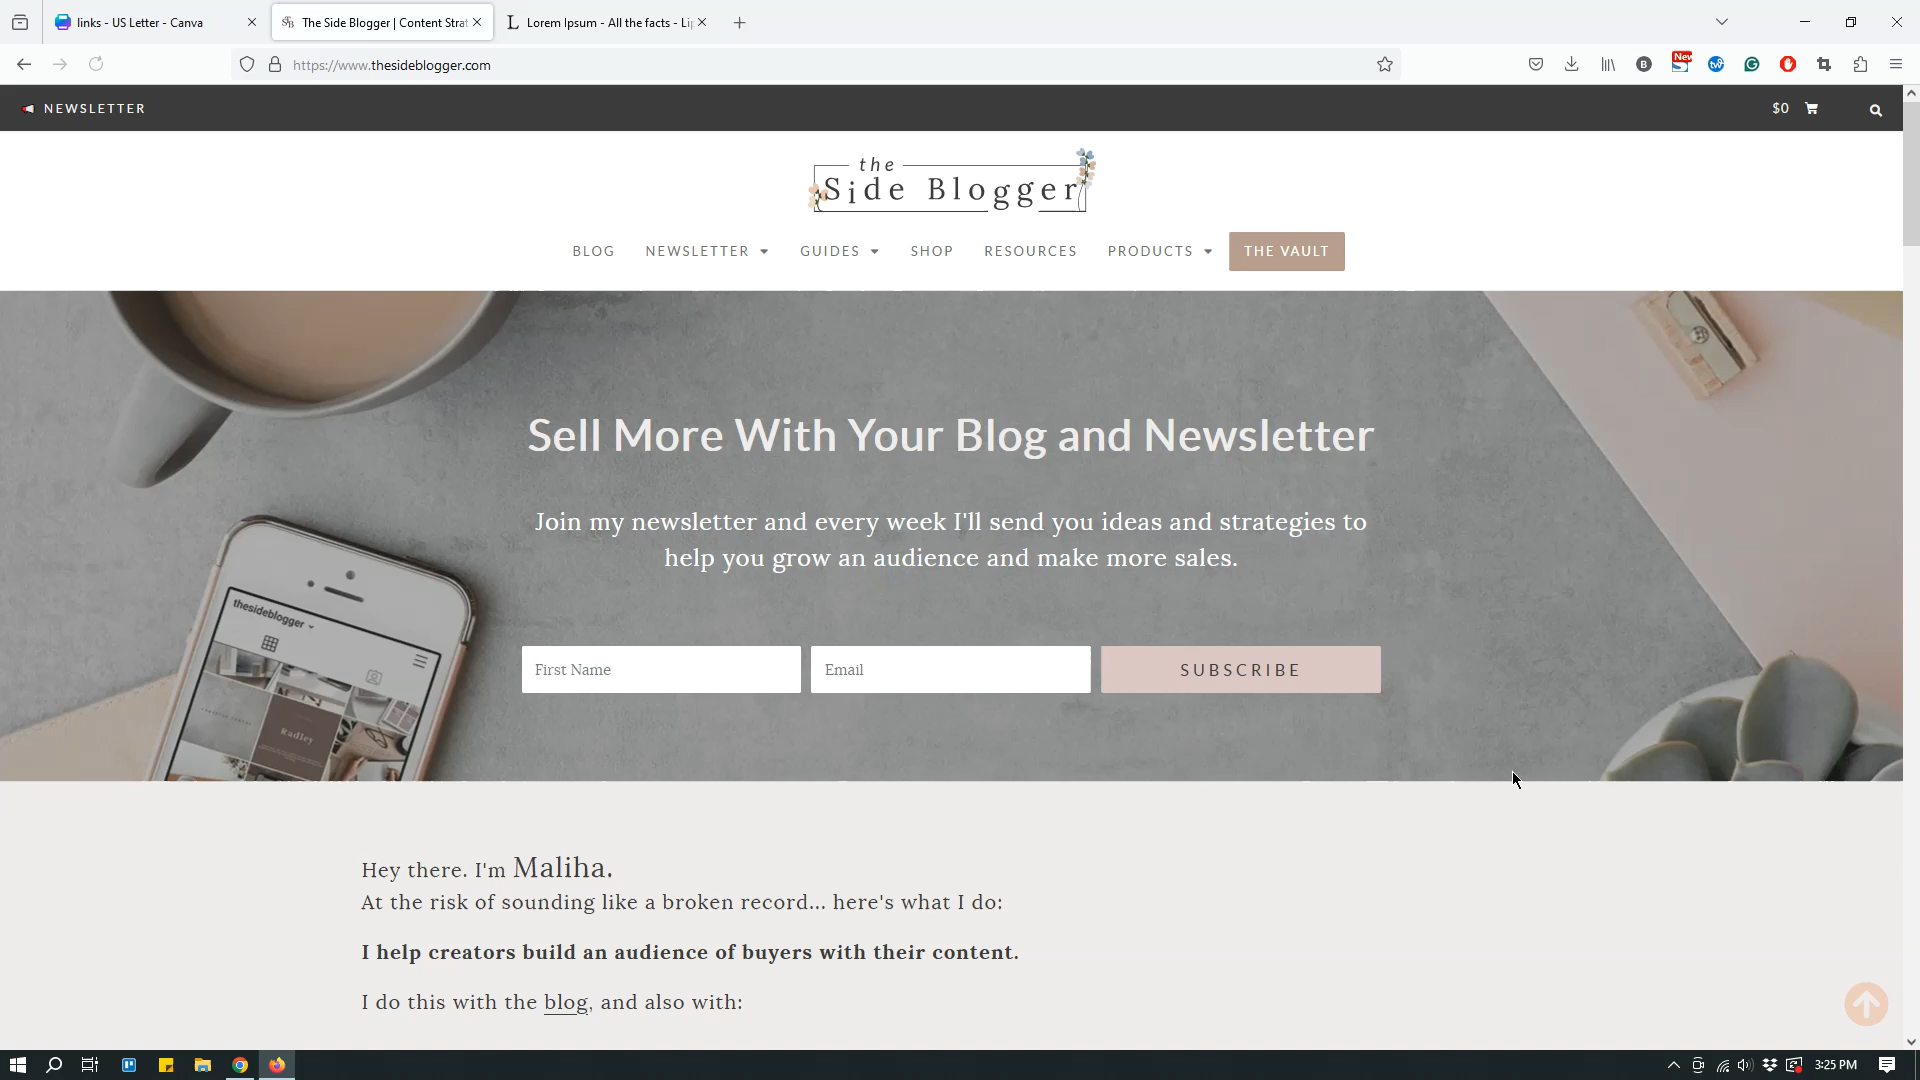 links - US Letter - Canva
The Side Blogger | Content Strat
Lorem Ipsum - All the facts - Lip
https://www.thesideblogger.com
New
NEWSLETTER
$0
the
Side Blogger
BLOG NEWSLETTER GUIDES SHOP RESOURCES PRODUCTS THE VAULT
Sell More With Your Blog and Newsletter
Join my newsletter and every week I'll send you ideas and strategies to
help you grow an audience and make more sales.
First Name Email SUBSCRIBE
thesideblogger
Radley
Hey there. I'm Maliha.
At the risk of sounding like a broken record... here's what I do:
I help creators build an audience of buyers with their content.
I do this with the blog, and also with:
3:25 PM